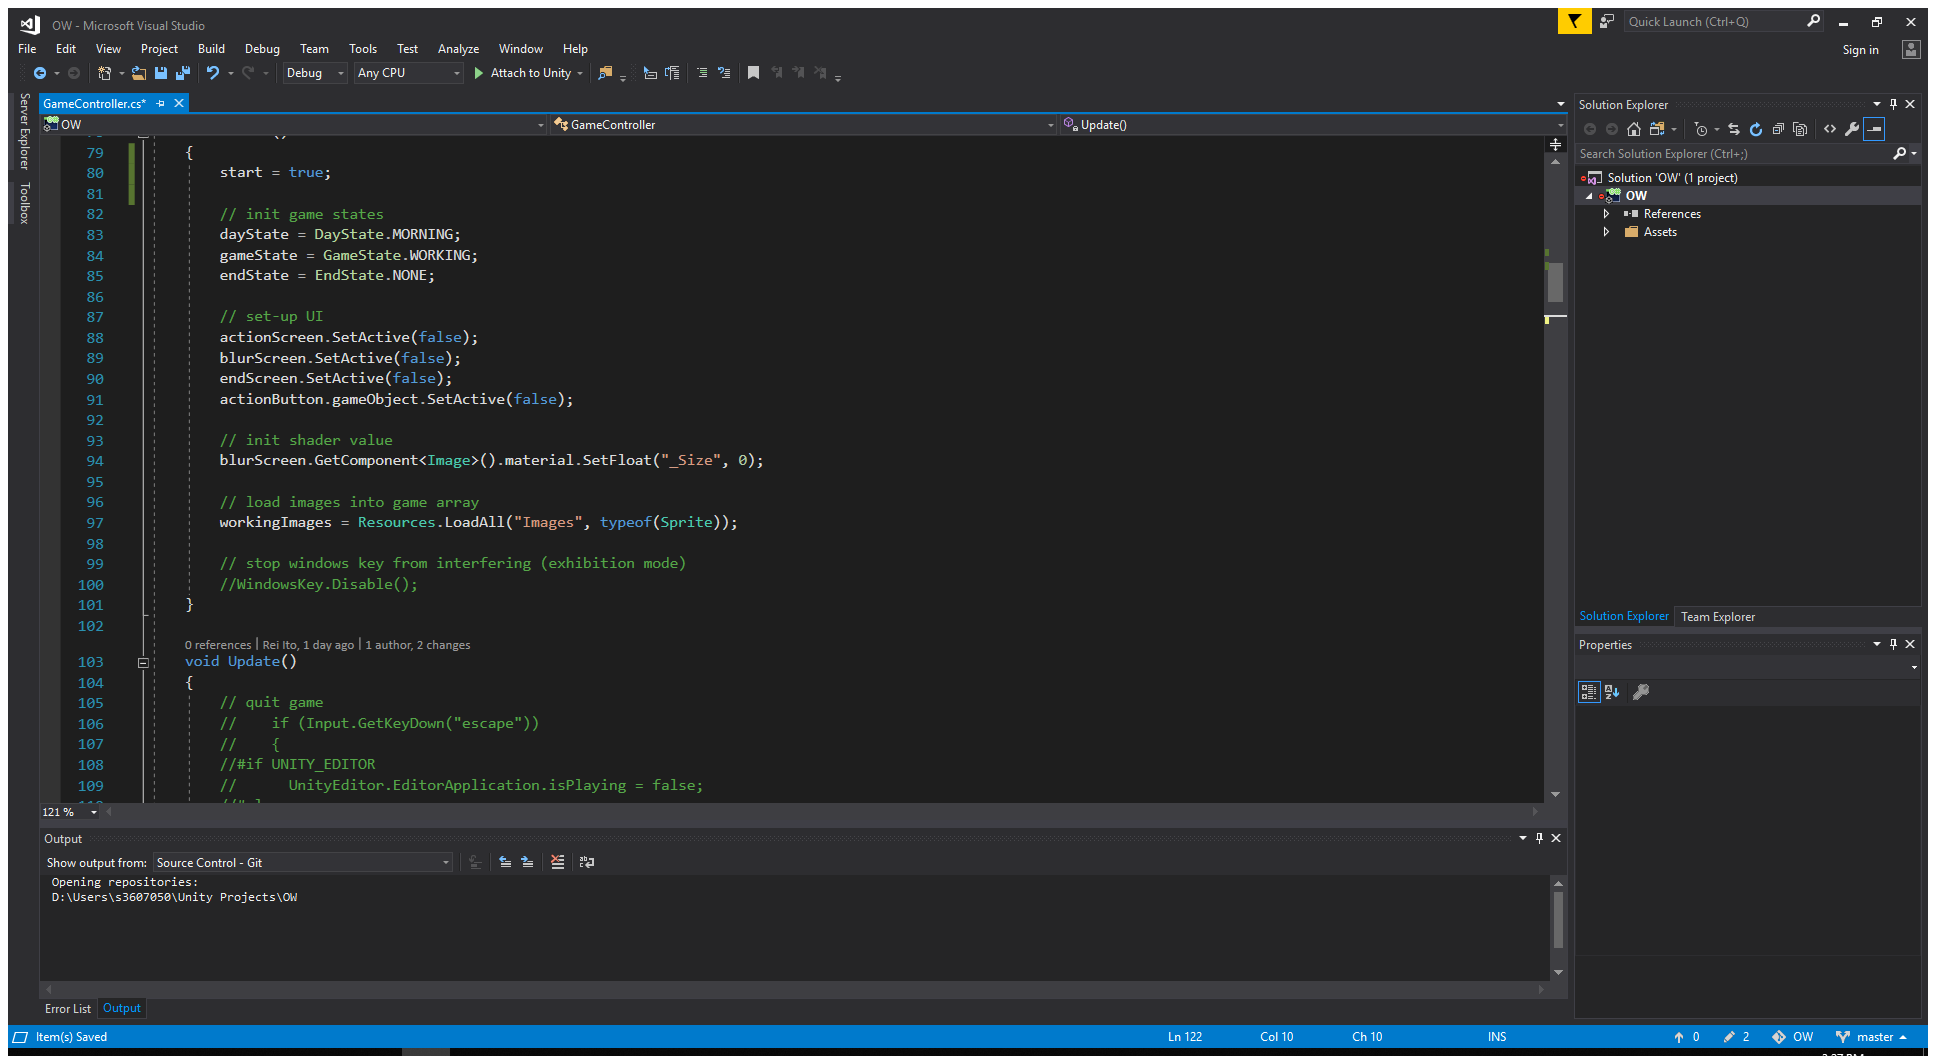 OW - Microsoft Visual Studio
Quick Launch (Ctrl+Q)
File Edit View Project Build Debug Team Tools Test Analyze Window Help
Sign in
Debug Any CPU Attach to Unity
Server Explorer
Toolbox
GameController.cs*
OW GameController Update()
79 {
80 start = true;
81
82 // init game states
83 dayState = DayState.MORNING;
84 gameState = GameState.WORKING;
85 endState = EndState.NONE;
86
87 // set-up UI
88 actionScreen.SetActive(false);
89 blurScreen.SetActive(false);
90 endScreen.SetActive(false);
91 actionButton.gameObject.SetActive(false);
92
93 // init shader value
94 blurScreen.GetComponent<Image>().material.SetFloat("_Size", 0);
95
96 // load images into game array
97 workingImages = Resources.LoadAll("Images", typeof(Sprite));
98
99 // stop windows key from interfering (exhibition mode)
100 //WindowsKey.Disable();
101 }
102
0 references | Rei Ito, 1 day ago | 1 author, 2 changes
103 void Update()
104 {
105 // quit game
106 // if (Input.GetKeyDown("escape"))
107 // {
108 //#if UNITY_EDITOR
109 // UnityEditor.EditorApplication.isPlaying = false;
121 %
Output
Show output from: Source Control - Git
Opening repositories:
D:\Users\s3607050\Unity Projects\OW
Error List Output
Solution Explorer
Search Solution Explorer (Ctrl+;)
Solution 'OW' (1 project)
OW
References
Assets
Solution Explorer Team Explorer
Properties
Item(s) Saved Ln 122 Col 10 Ch 10 INS 0 2 OW master